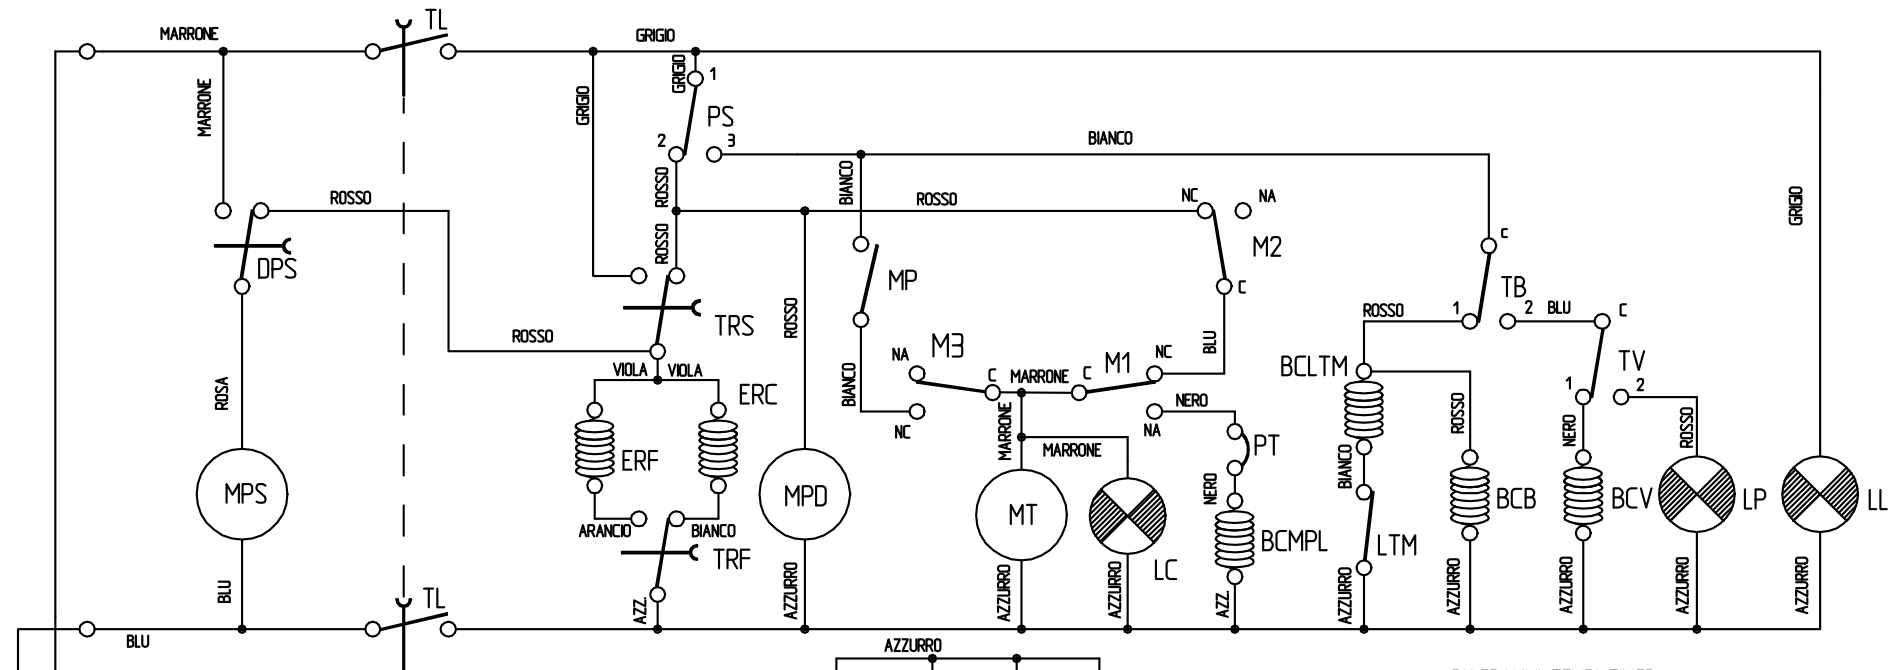 MARRONE
TL
GRIGIO
MARRONE
GRIGIO
GRIGIO
1
PS
2
3
BIANCO
ROSSO
BIANCO
ROSSO
ROSSO
NC
NA
GRIGIO
ROSSO
M2
C
DPS
MP
C
TRS
ROSSO
C
TB
ROSSO
1
2
BLU
C
ROSSO
M3
NA
M1
NC
BLU
BCLTM
TV
VIOLA
VIOLA
C
MARRONE
C
1
2
ROSA
ERC
BIANCO
NERO
MARRONE
NC
NA
ROSSO
NERO
ROSSO
ERF
MARRONE
PT
BIANCO
MPS
MPD
MT
NERO
BCB
BCV
LP
LL
ARANCIO
BIANCO
BCMPL
LTM
TRF
LC
BLU
AZZ.
AZZURRO
AZZURRO
AZZURRO
AZZ.
AZZURRO
AZZURRO
AZZURRO
AZZURRO
AZZURRO
TL
BLU
AZZURRO